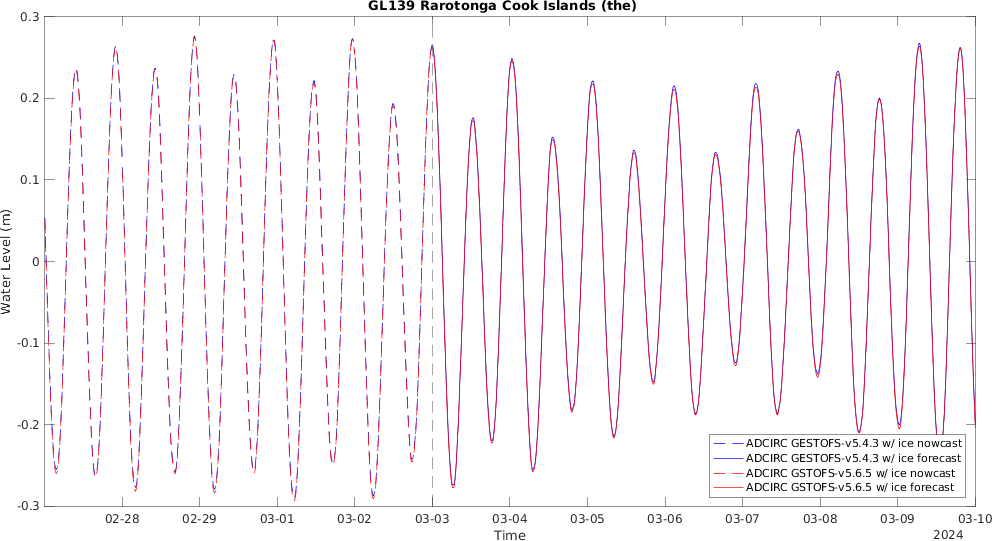 GL139 Rarotonga Cook Islands (the)
0.3
0.2
0.1
0
-0.1
-0.2
-0.3
Water Level (m)
02-28 02-29 03-01 03-02 03-03 03-04 03-05 03-06 03-07 03-08 03-09 03-10
Time
2024
ADCIRC GESTOFS-v5.4.3 w/ ice nowcast
ADCIRC GESTOFS-v5.4.3 w/ ice forecast
ADCIRC GSTOFS-v5.6.5 w/ ice nowcast
ADCIRC GSTOFS-v5.6.5 w/ ice forecast